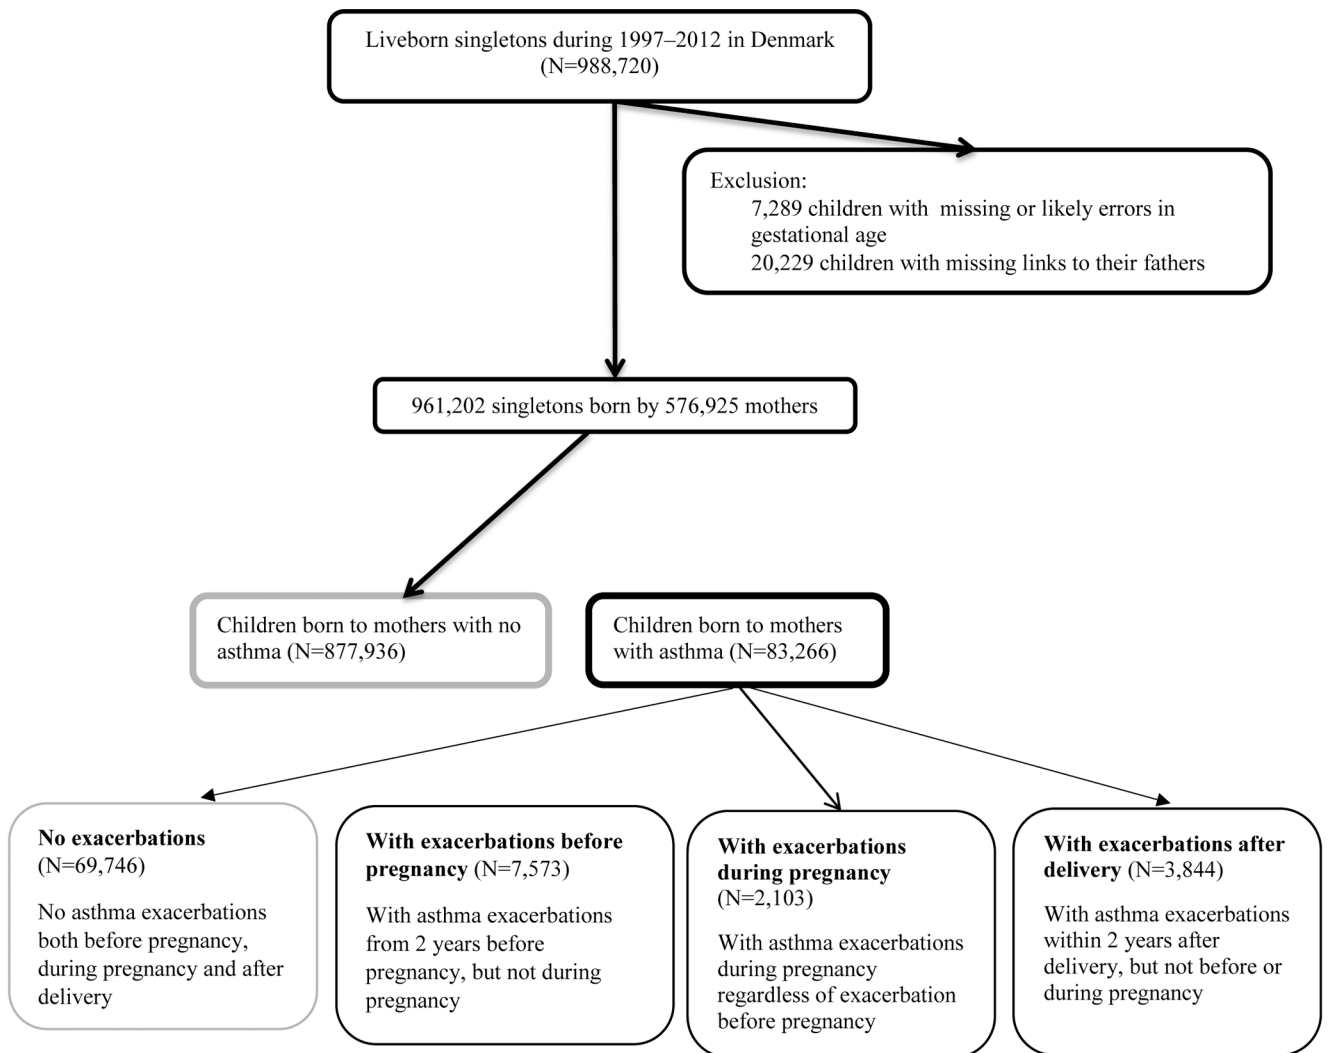 Liveborn singletons during 1997–2012 in Denmark
(N=988,720)
Exclusion:
7,289 children with missing or likely errors in
gestational age
20,229 children with missing links to their fathers
961,202 singletons born by 576,925 mothers
Children born to mothers with no
asthma (N=877,936)
Children born to mothers
with asthma (N=83,266)
No exacerbations
(N=69,746)
No asthma exacerbations
both before pregnancy,
during pregnancy and after
delivery
With exacerbations before
pregnancy (N=7,573)
With asthma exacerbations
from 2 years before
pregnancy, but not during
pregnancy
With exacerbations
during pregnancy
(N=2,103)
With asthma exacerbations
during pregnancy
regardless of exacerbation
before pregnancy
With exacerbations after
delivery (N=3,844)
With asthma exacerbations
within 2 years after
delivery, but not before or
during pregnancy